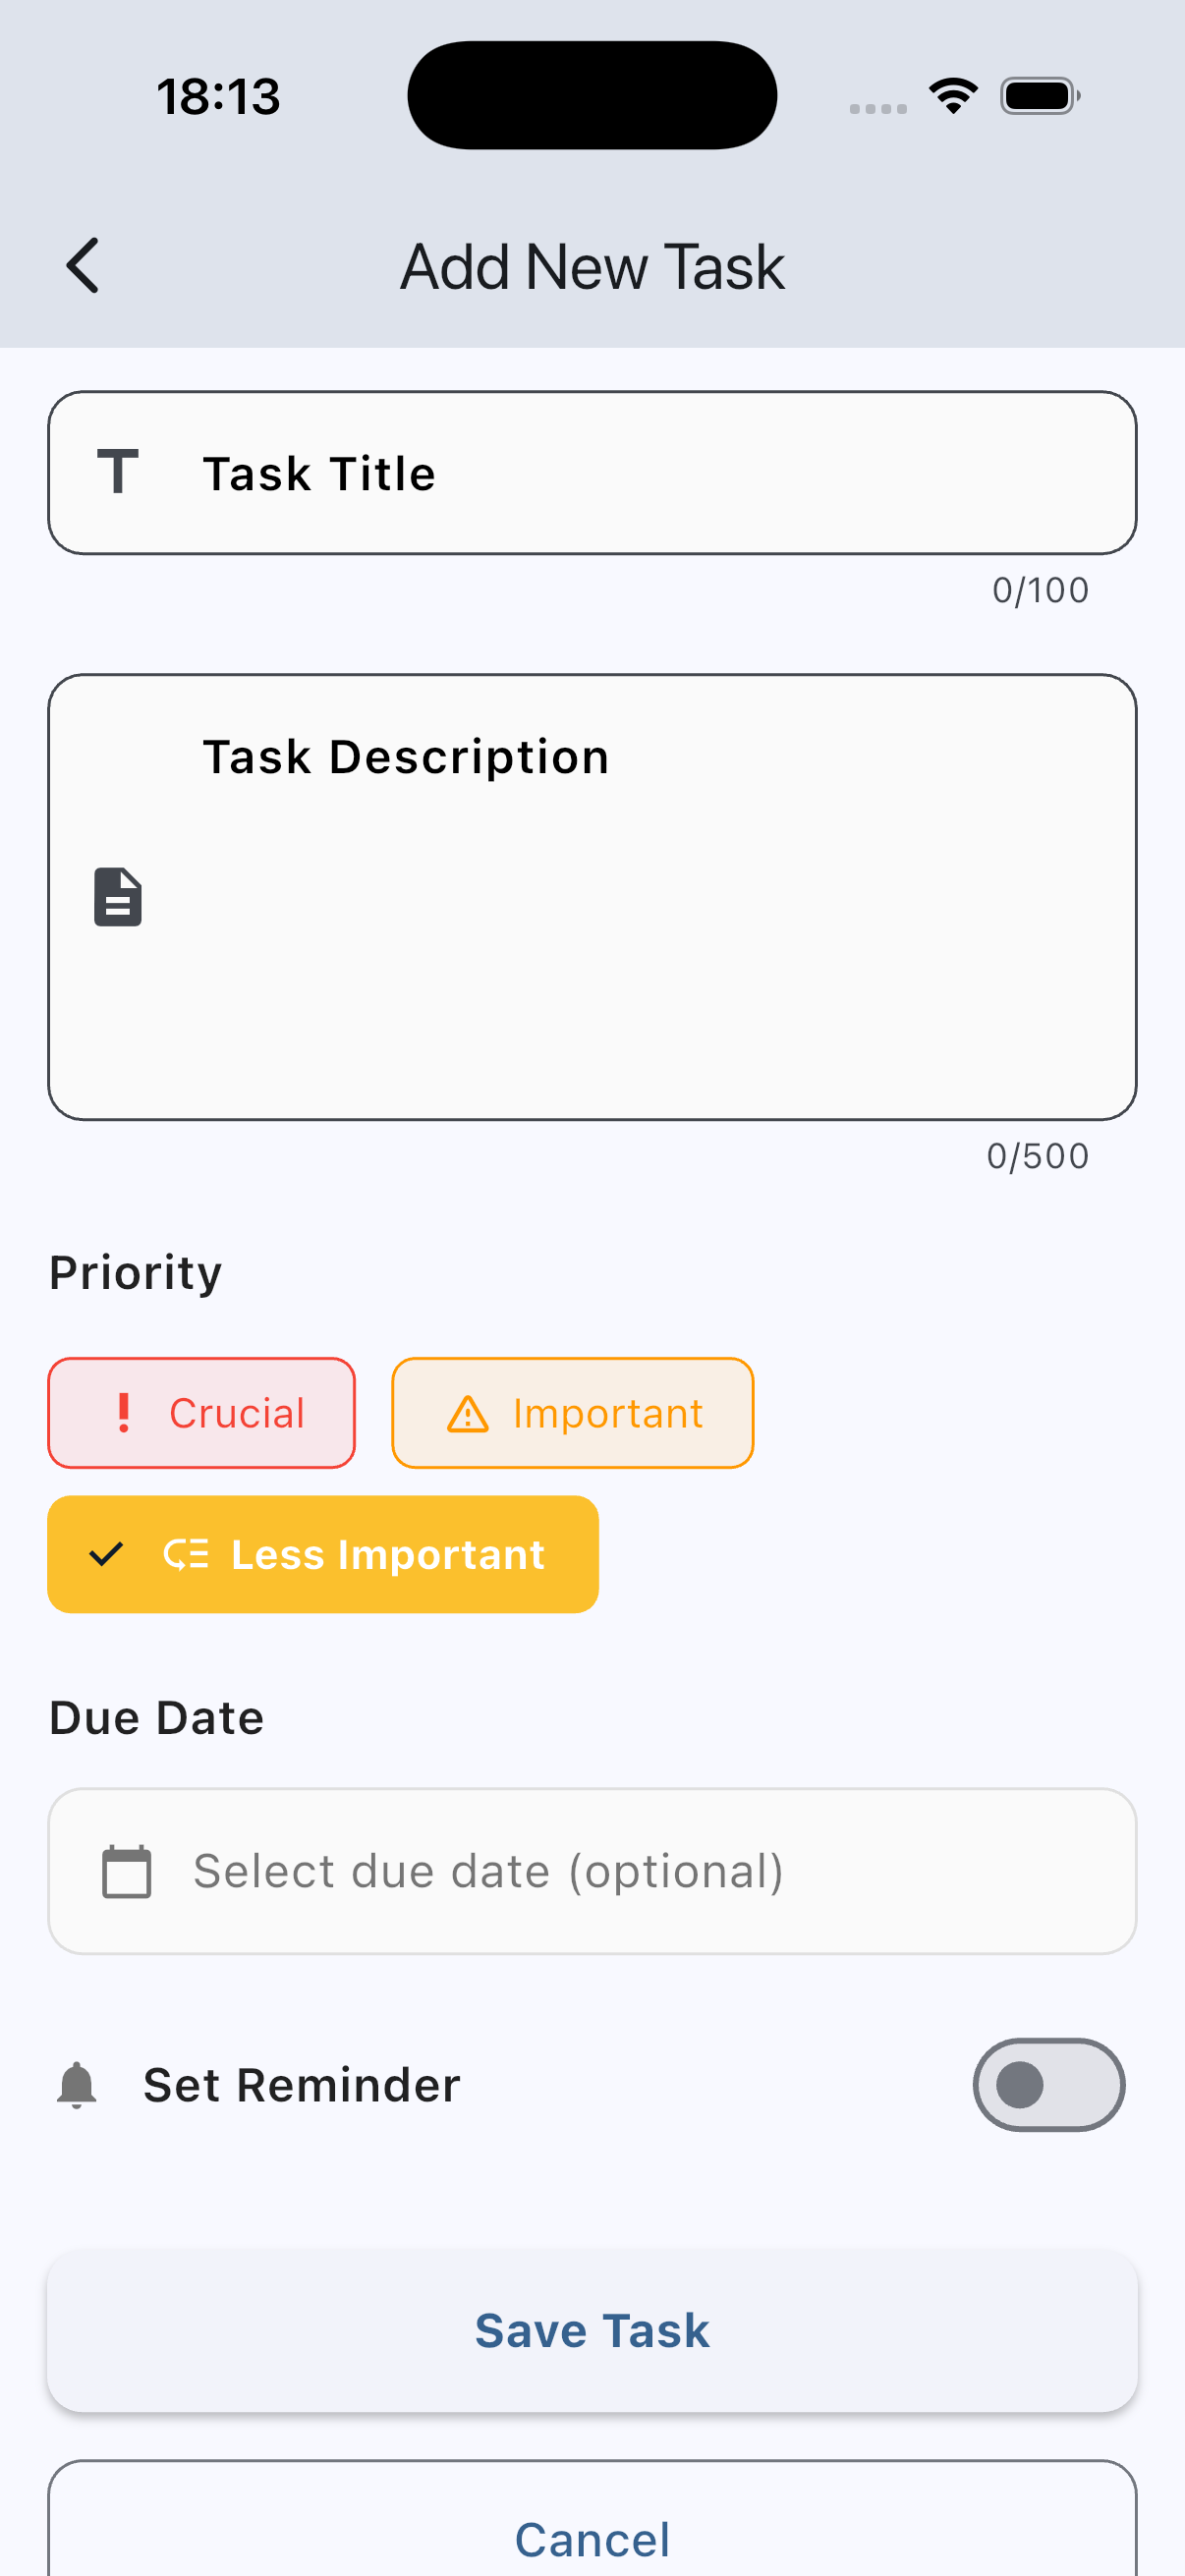 18:13
Add New Task
Task Title
0/100
Task Description
0/500
Priority
Crucial
Important
Less Important
Due Date
Select due date (optional)
Set Reminder
Save Task
Cancel